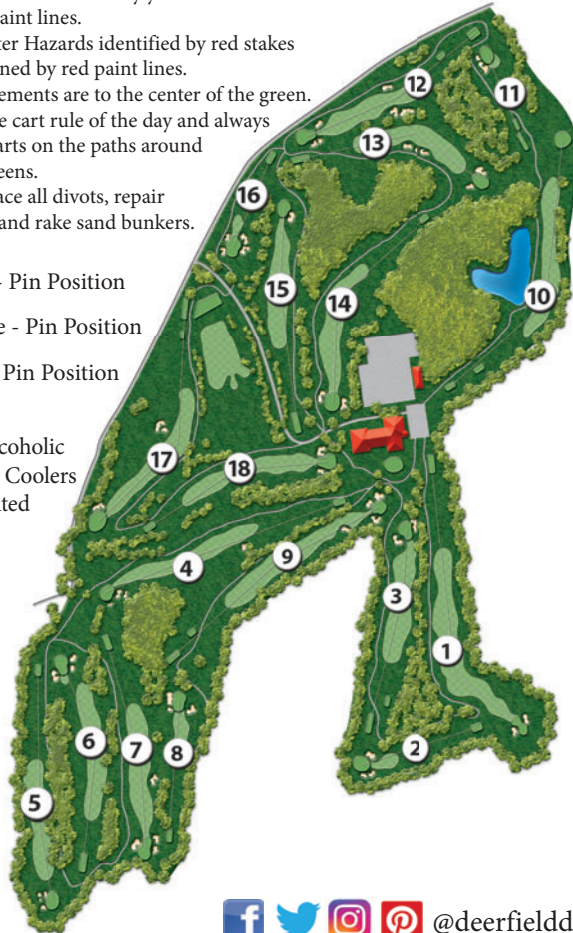 aint lines.
ter Hazards identified by red stakes
ned by red paint lines.
ements are to the center of the green.
e cart rule of the day and always
arts on the paths around
eens.
ace all divots, repair
and rake sand bunkers.
- Pin Position
e - Pin Position
Pin Position
coholic
Coolers
ted
12
11
13
16
15
14
10
17
18
4
9
3
1
6
7
8
2
5
@deerfieldd